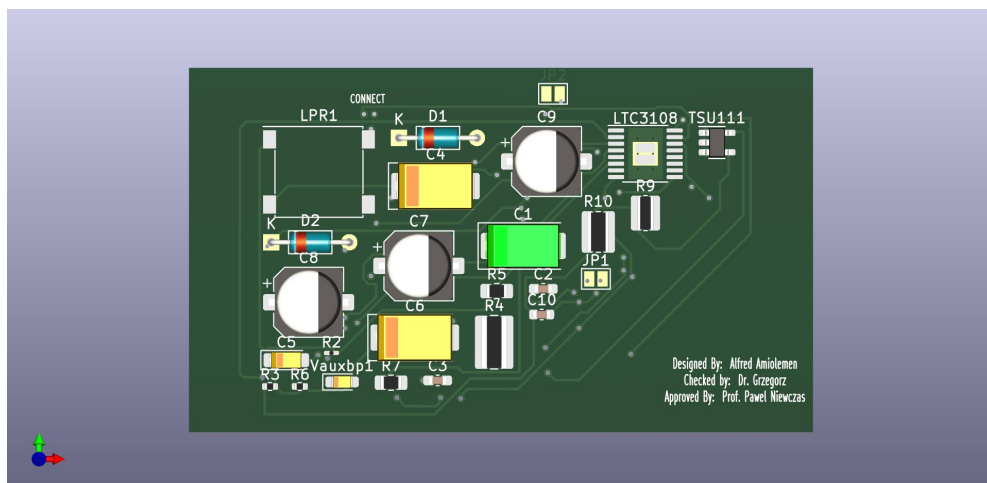 JP2
CONNECT
LPR1
K
D1
C9
LTC3108
TSU111
C4
+
R9
R10
C7
C1
K
D2
+
C8
JP1
R5
C2
+
C6
R4
C10
C5
R2
Vauxbp1
R7
C3
R3
R6
Designed By: Alfred Amiolemen
Checked by: Dr. Grzegorz
Approved By: Prof. Pawel Niewczas